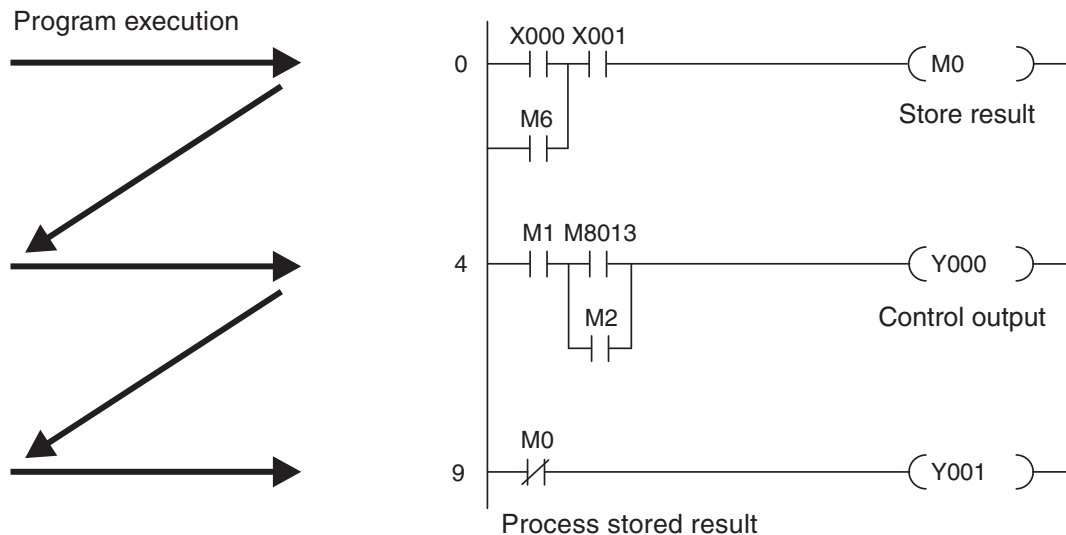 Program execution
X000 X001
0
M0
Store result
M6
M1 M8013
4
Y000
M2
Control output
M0
9
Y001
Process stored result